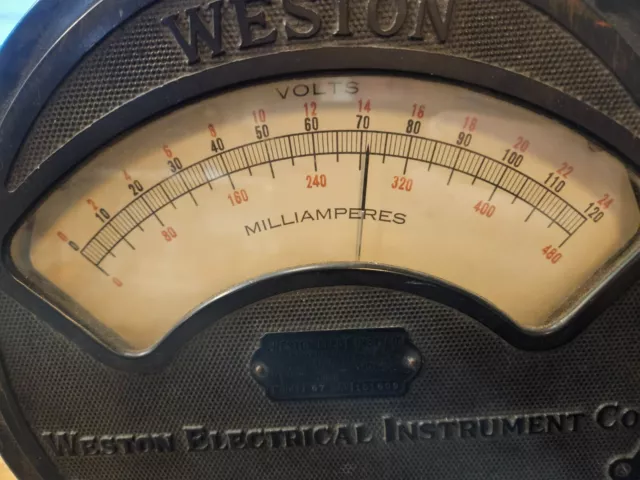 WESTON
VOLTS
0 2 4 6 8 10 12 14 16 18 20 22 24
0 10 20 30 40 50 60 70 80 90 100 110 120
0 80 160 240 320 400 480
MILLIAMPERES
WESTON ELECTRICAL INSTRUMENT CO